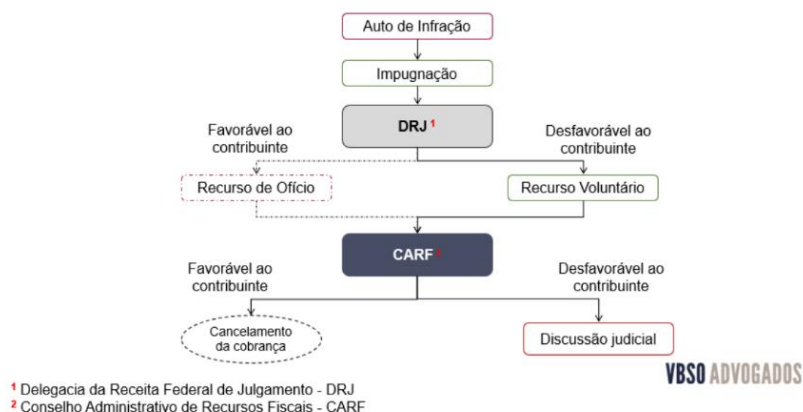 Auto de Infração
Impugnação
DRJ 1
Favorável ao
contribuinte
Desfavorável ao
contribuinte
Recurso de Ofício
Recurso Voluntário
CARF 2
Favorável ao
contribuinte
Desfavorável ao
contribuinte
Cancelamento
da cobrança
Discussão judicial
VBSO ADVOGADOS
1 Delegacia da Receita Federal de Julgamento - DRJ
2 Conselho Administrativo de Recursos Fiscais - CARF